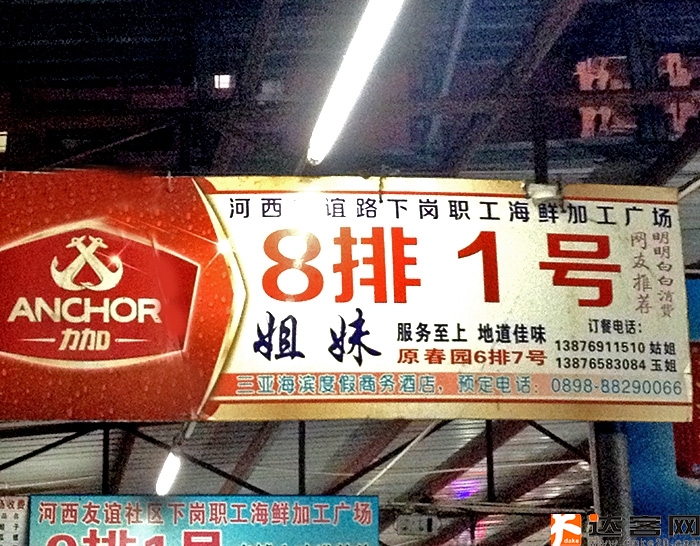 河西友谊路下岗职工海鲜加工广场
ANCHOR
力加
8排1号
明明白白消费
网友推荐
姐妹
服务至上 地道佳味
原春园6排7号
订餐电话:
13876911510 姑姐
13876583084 玉姐
三亚海滨度假商务酒店, 预定电话: 0898-88290066
河西友谊社区下岗职工海鲜加工广场
8排1号
达客网